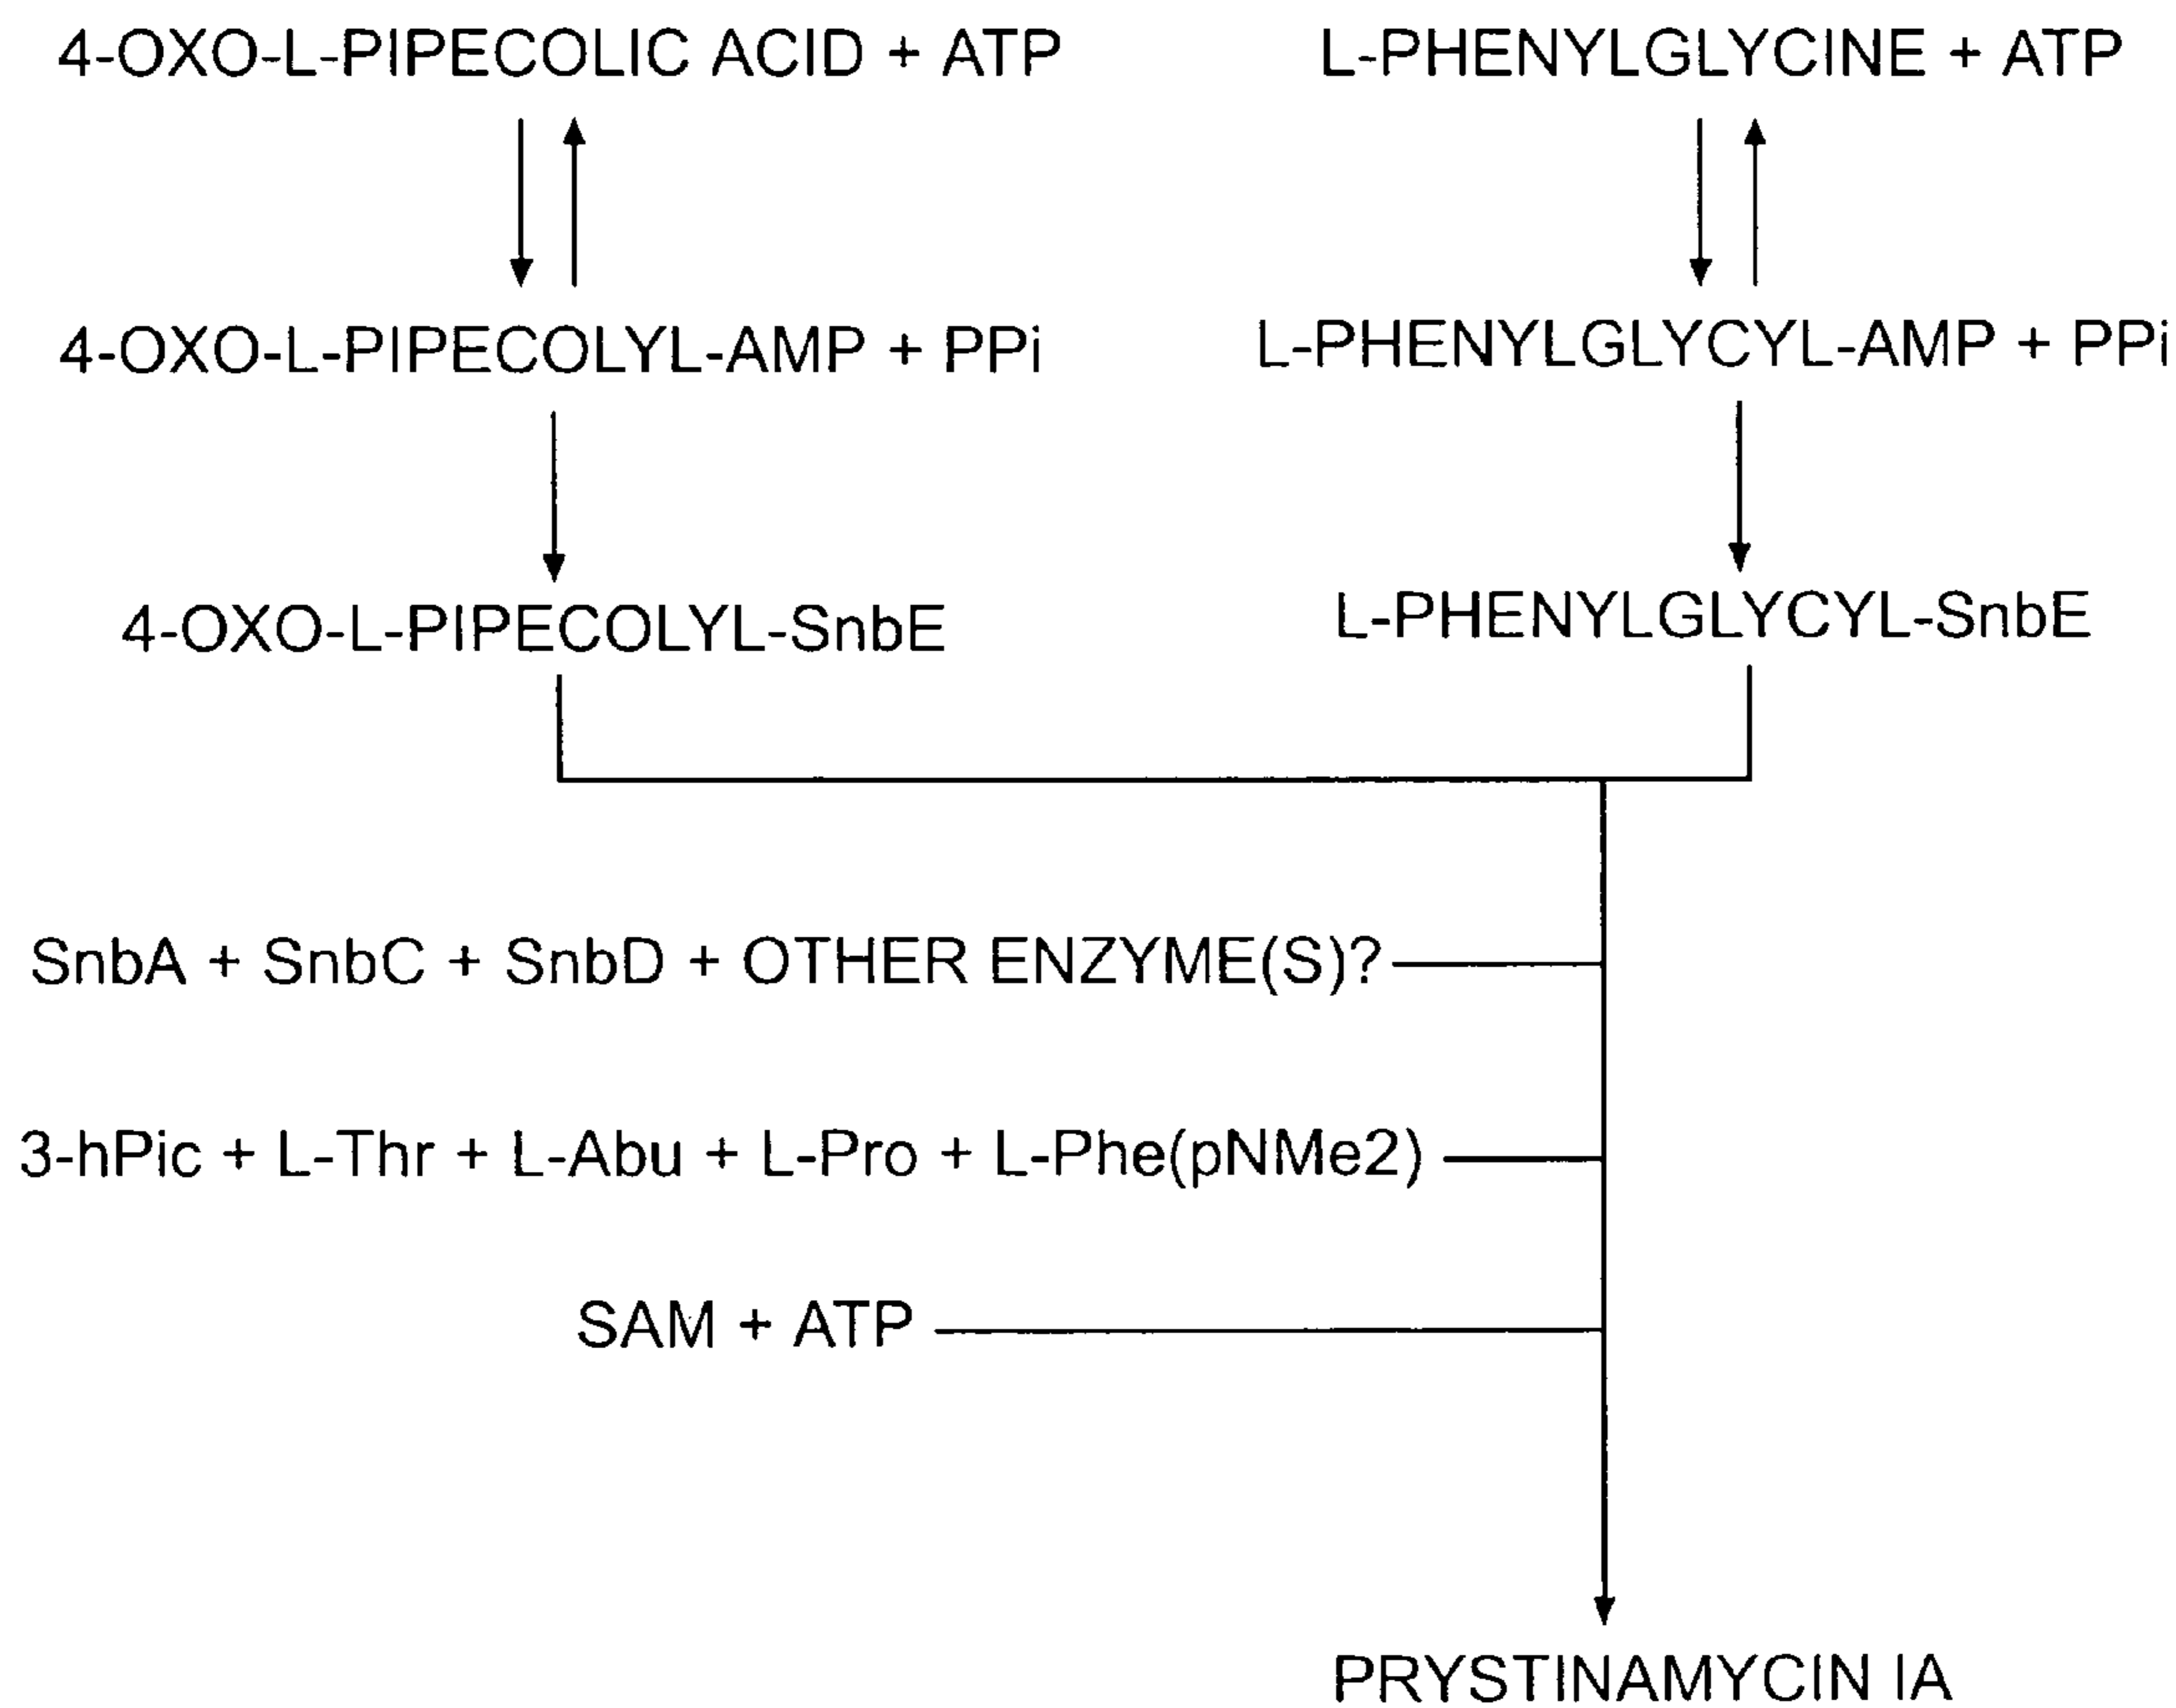 4-OXO-L-PIPECOLIC ACID + ATP
L-PHENYLGLYCINE + ATP
4-OXO-L-PIPECOLYL-AMP + PPi
L-PHENYLGLYCYL-AMP + PPi
4-OXO-L-PIPECOLYL-SnbE
L-PHENYLGLYCYL-SnbE
SnbA + SnbC + SnbD + OTHER ENZYME(S)?
3-hPic + L-Thr + L-Abu + L-Pro + L-Phe(pNMe2)
SAM + ATP
PRYSTINAMYCIN IA